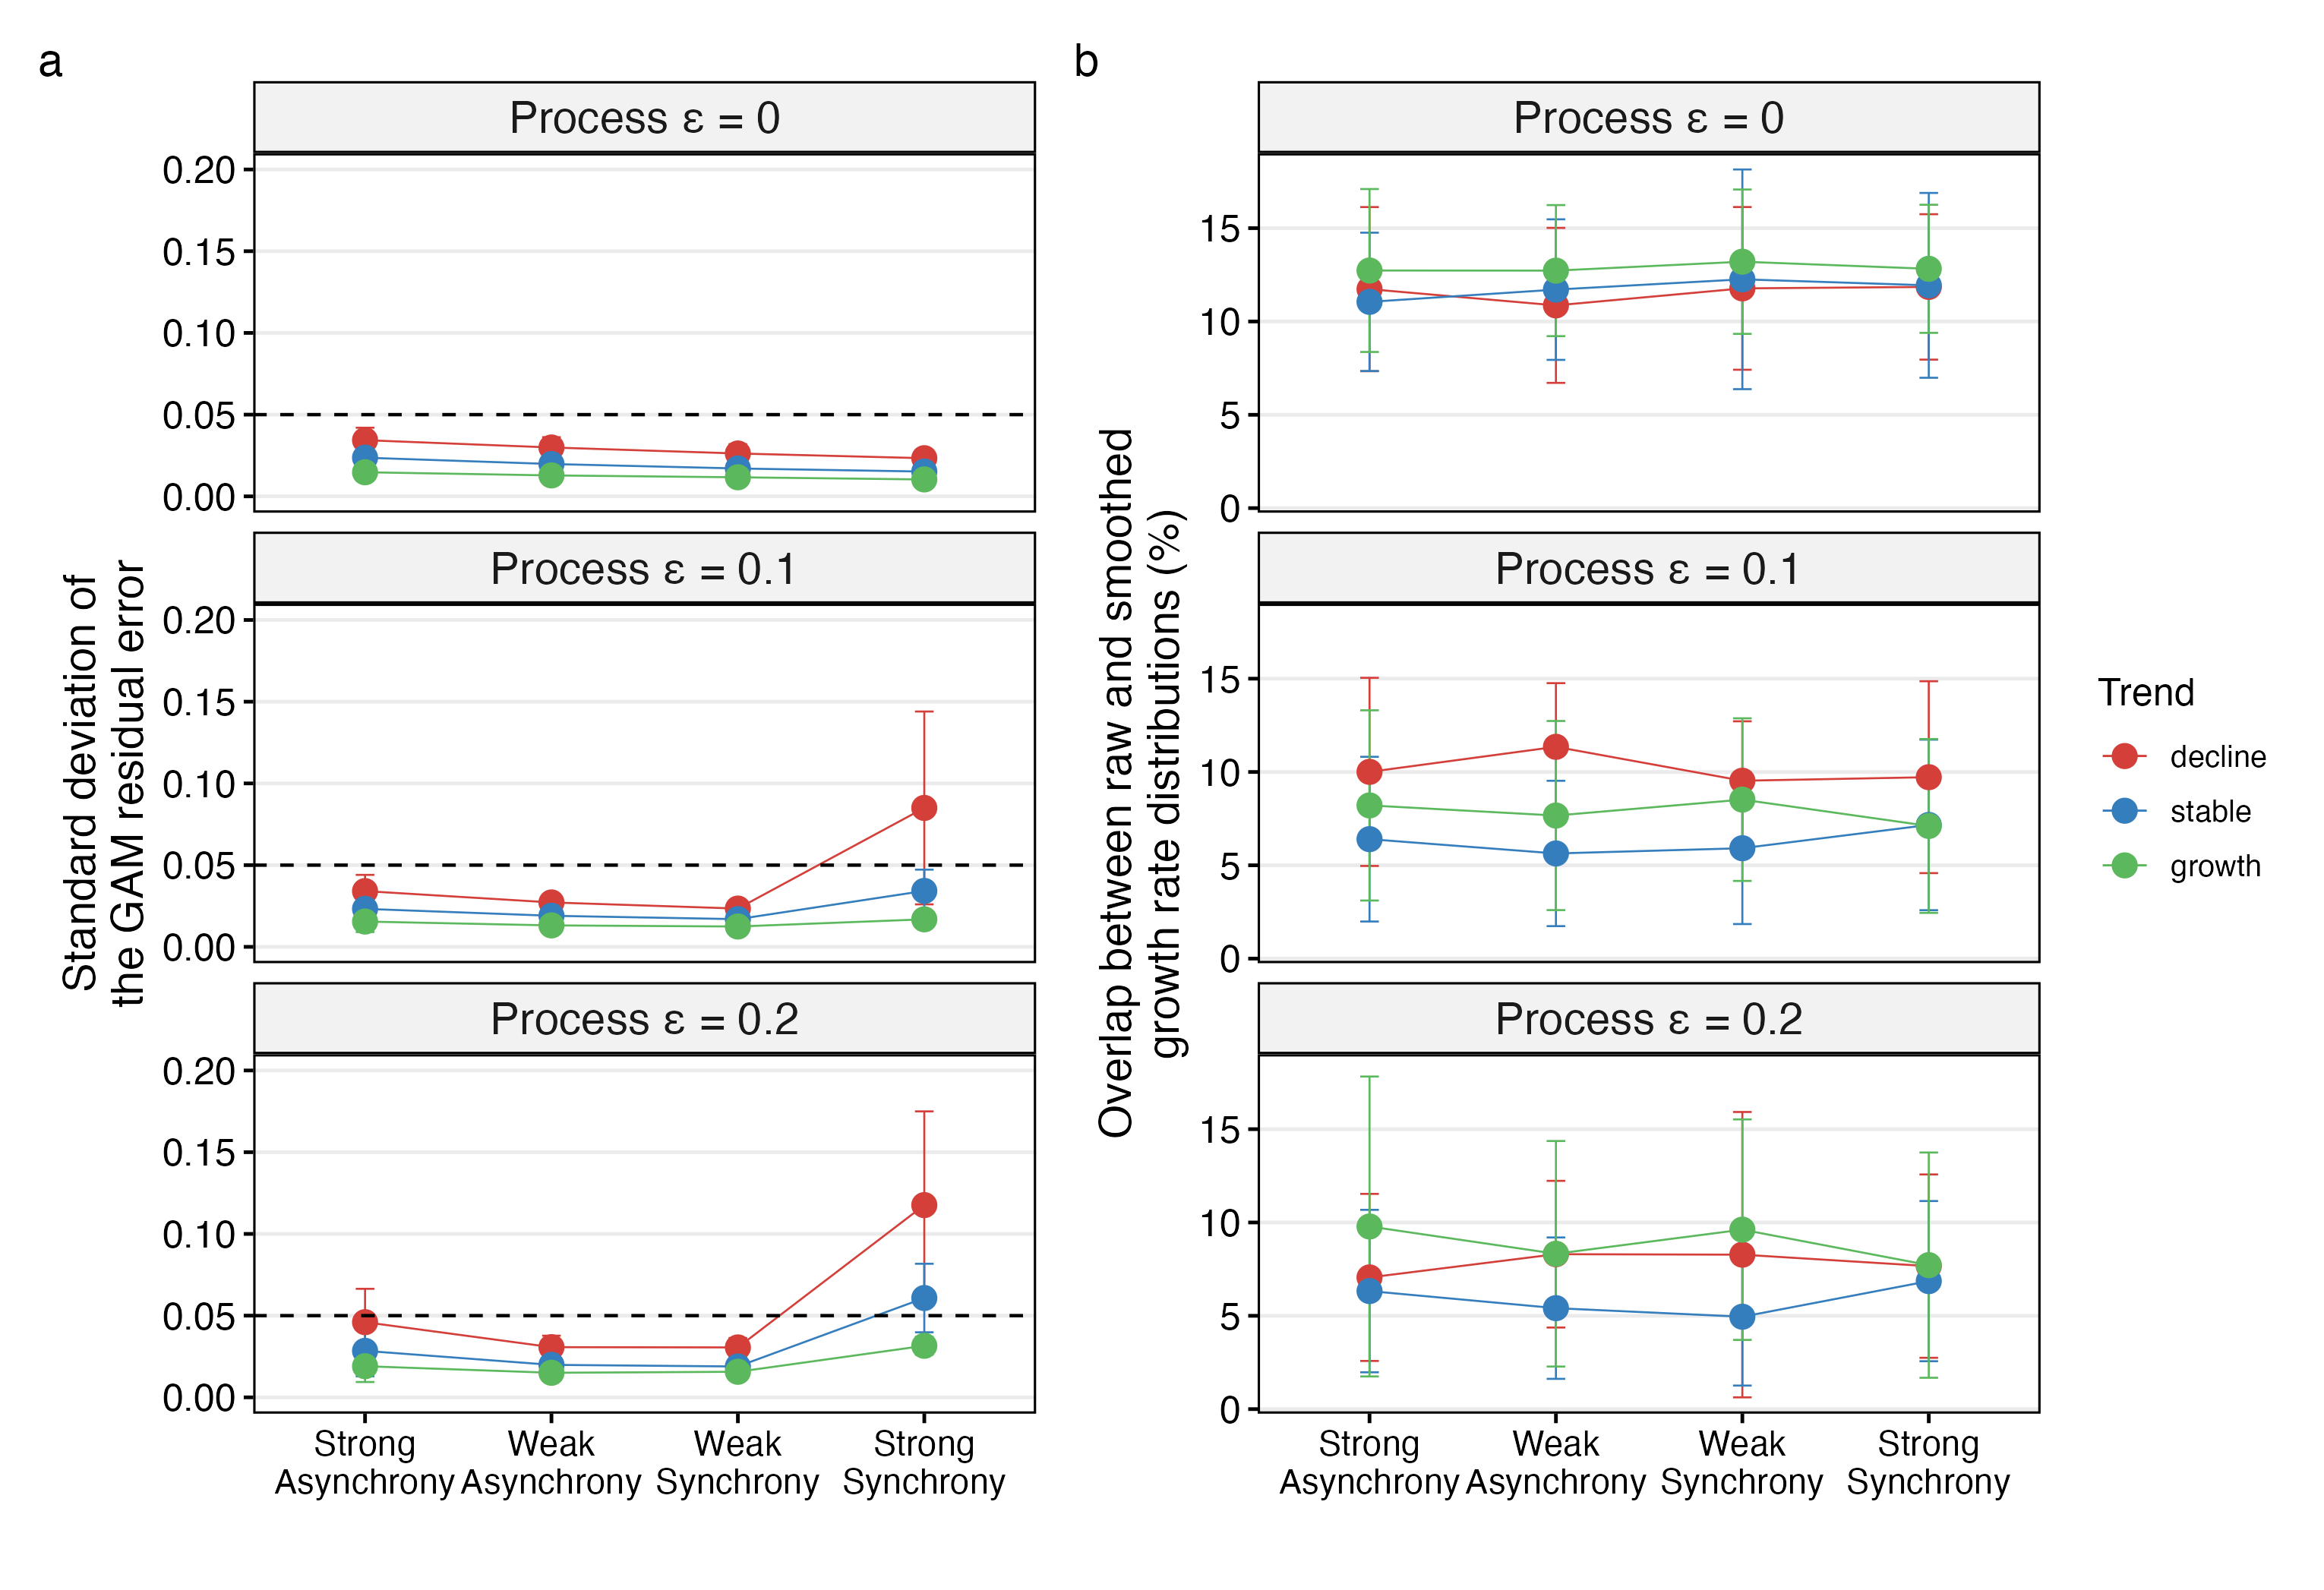 a
Process ε = 0
0.20
0.15
0.10
0.05
0.00
Process ε = 0.1
0.20
0.15
0.10
0.05
0.00
Process ε = 0.2
0.20
0.15
0.10
0.05
0.00
Standard deviation of
the GAM residual error
Strong
Asynchrony
Weak
Asynchrony
Weak
Synchrony
Strong
Synchrony
b
Process ε = 0
15
10
5
0
Process ε = 0.1
15
10
5
0
Process ε = 0.2
15
10
5
0
Overlap between raw and smoothed
growth rate distributions (%)
Strong
Asynchrony
Weak
Asynchrony
Weak
Synchrony
Strong
Synchrony
Trend
decline
stable
growth